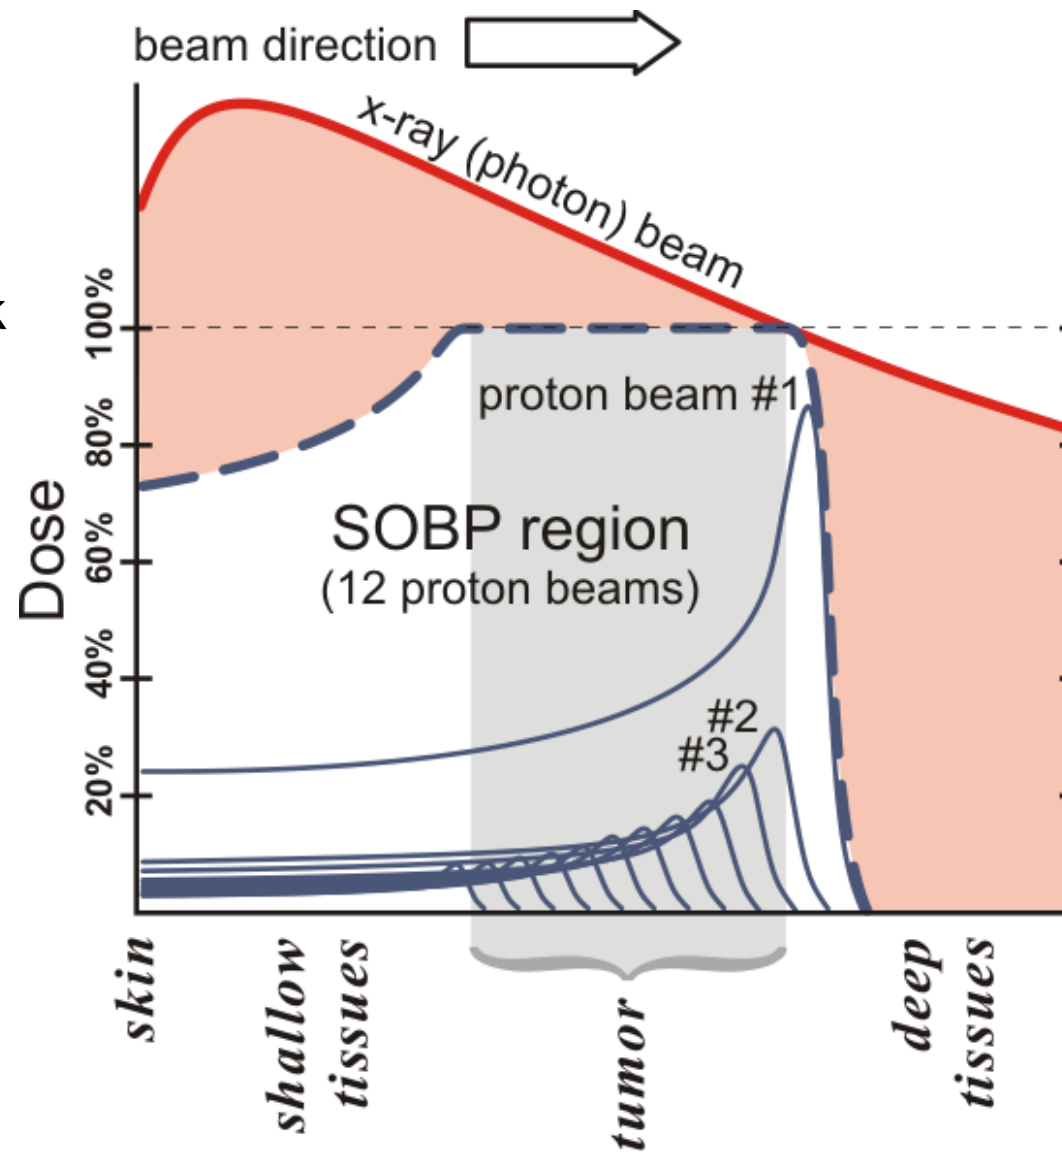 beam direction
x-ray (photon) beam
100%
proton beam #1
80%
SOBP region
(12 proton beams)
60%
Dose
40%
#2
#3
20%
skin
shallow
tissues
tumor
deep
tissues